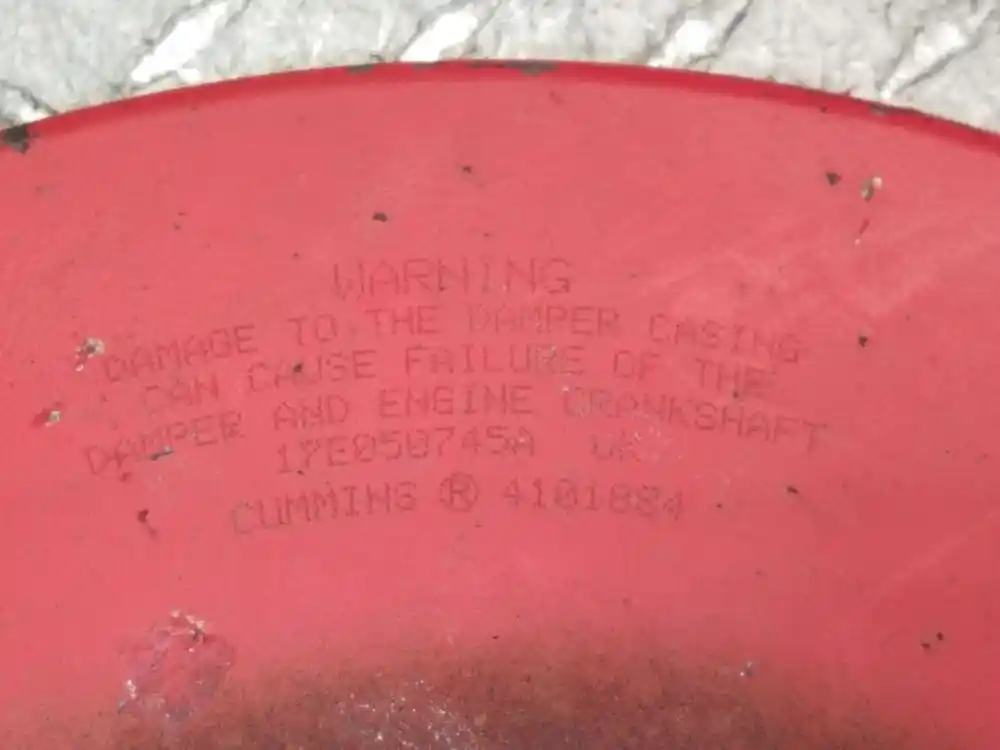 WARNING
DAMAGE TO THE DAMPER CASING
CAN CAUSE FAILURE OF THE
DAMPER AND ENGINE CRANKSHAFT
17E050745A UK
CUMMINS ® 4101884